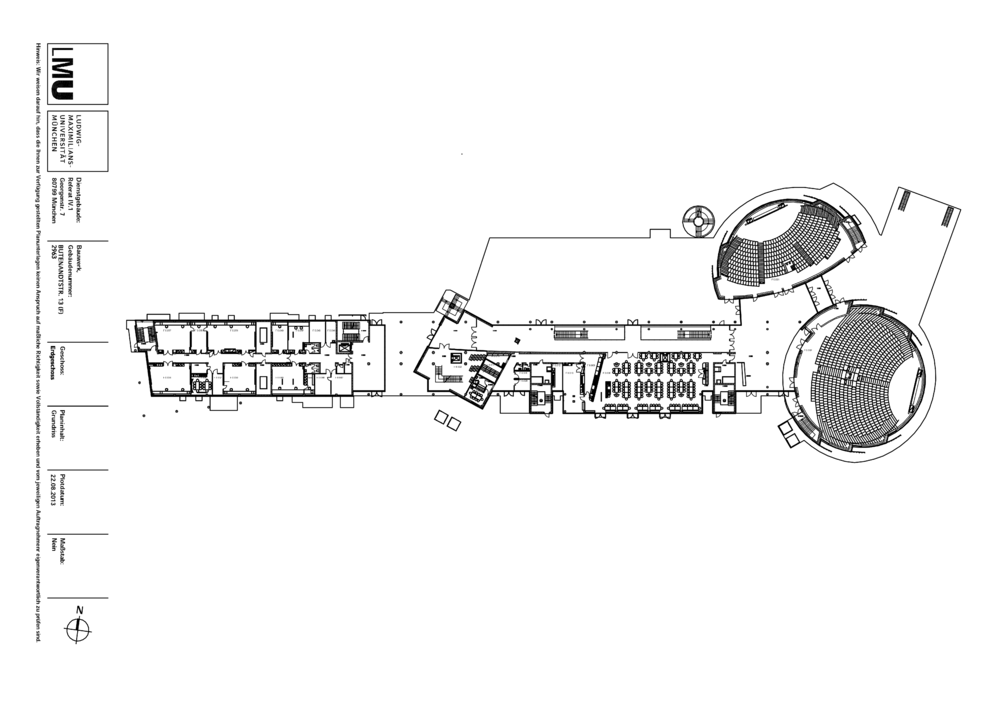 LMU
LUDWIG-
MAXIMILIANS-
UNIVERSITÄT
MÜNCHEN
Dienstgebäude:
Referat IV.1
Georgenstr. 7
80799 München
Bauwerk,
Gebäudenummer:
BUTENANDTSTR. 13 (F)
2963
Geschoss:
Erdgeschoss
Planinhalt:
Grundriss
Plotdatum:
22.08.2013
Maßstab:
Nein
N
Hinweis: Wir weisen darauf hin, dass die Ihnen zur Verfügung gestellten Planunterlagen keinen Anspruch auf maßliche Richtigkeit sowie Vollständigkeit erheben und vom jeweiligen Auftragnehmenr eigenverantwortlich zu prüfen sind.